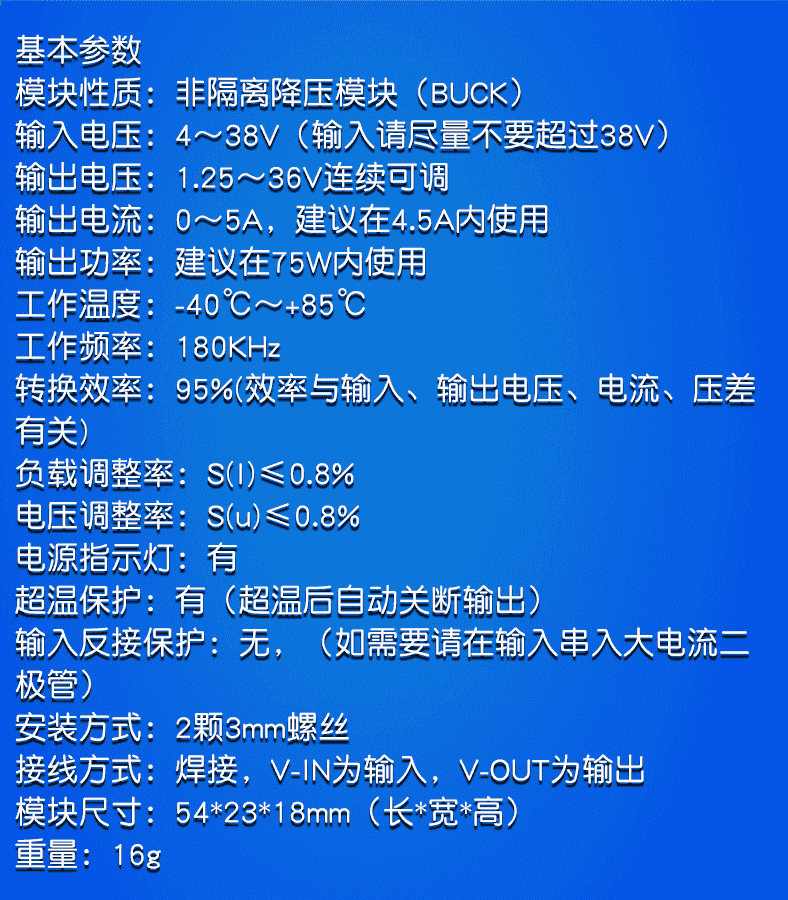 基本参数
模块性质：非隔离降压模块（BUCK）
输入电压：4～38V（输入请尽量不要超过38V）
输出电压：1.25～36V连续可调
输出电流：0～5A，建议在4.5A内使用
输出功率：建议在75W内使用
工作温度：-40℃～+85℃
工作频率：180KHz
转换效率：95%(效率与输入、输出电压、电流、压差
有关)
负载调整率：S(I)≤0.8%
电压调整率：S(u)≤0.8%
电源指示灯：有
超温保护：有（超温后自动关断输出）
输入反接保护：无，（如需要请在输入串入大电流二
极管）
安装方式：2颗3mm螺丝
接线方式：焊接，V-IN为输入，V-OUT为输出
模块尺寸：54*23*18mm（长*宽*高）
重量：16g